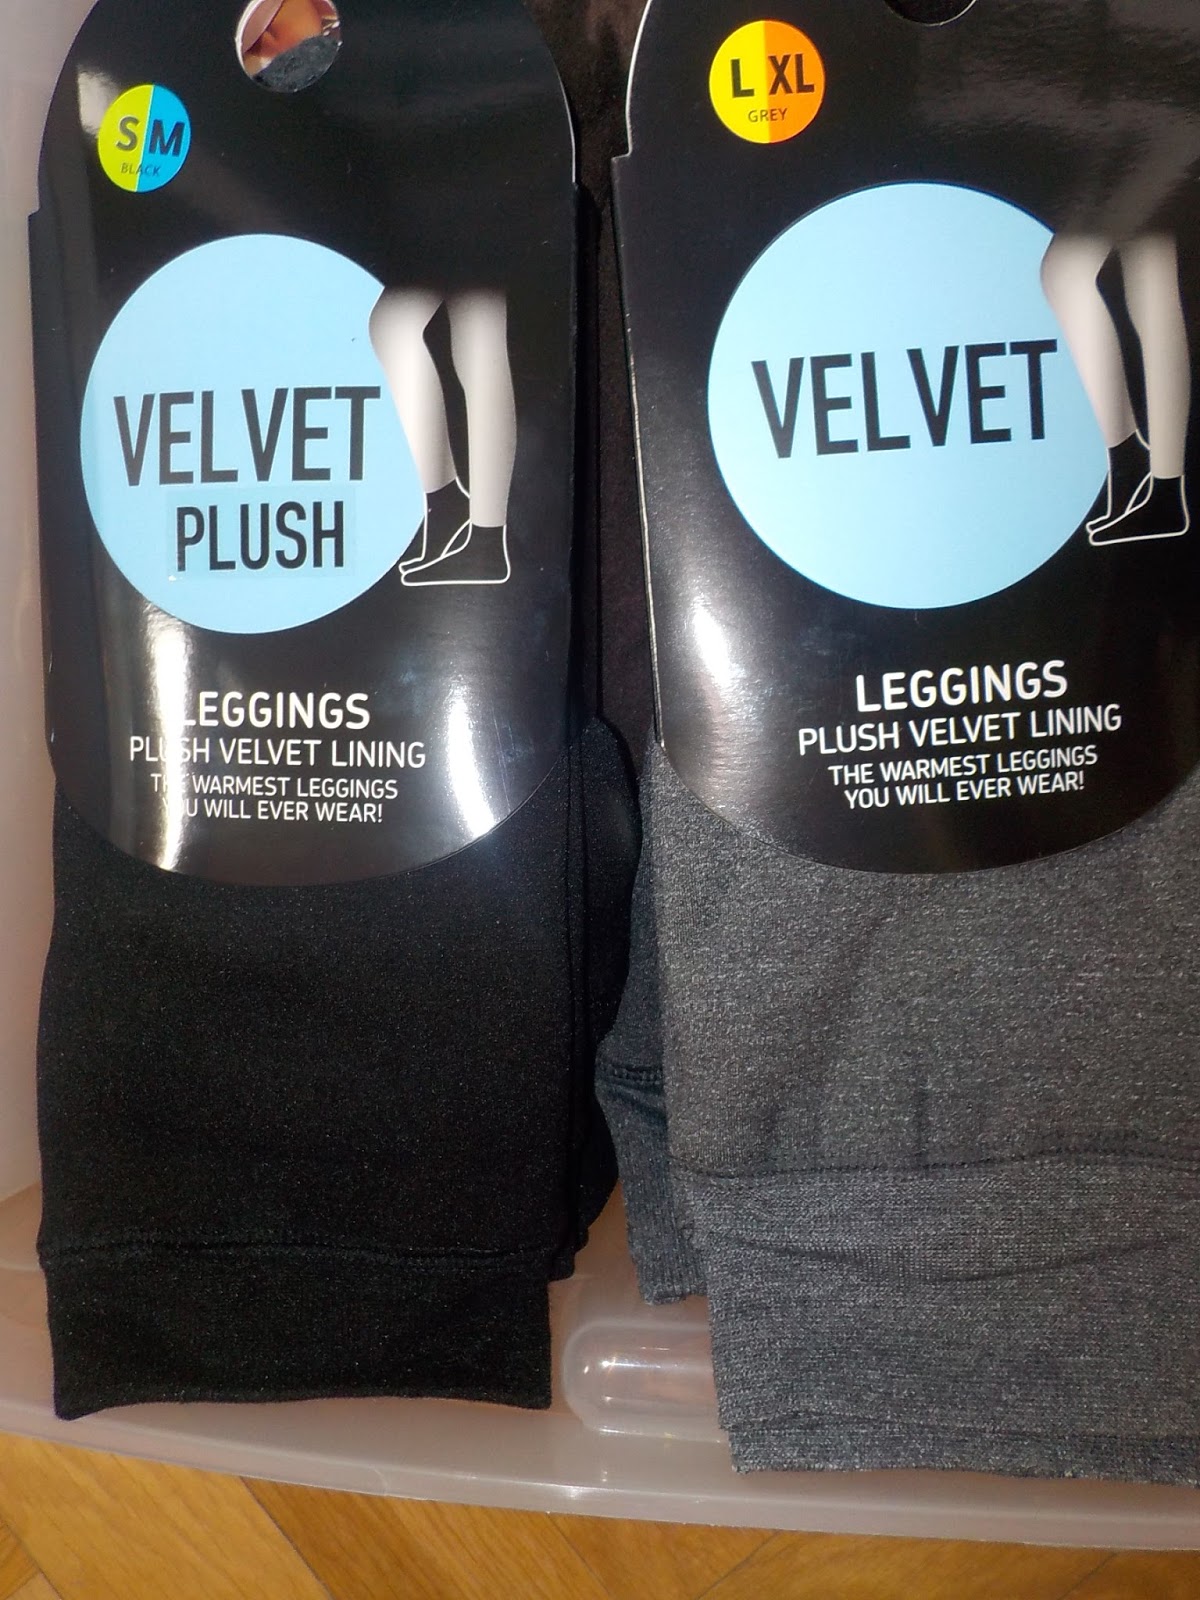 S M
BLACK
VELVET
PLUSH
LEGGINGS
PLUSH VELVET LINING
THE WARMEST LEGGINGS
YOU WILL EVER WEAR!
L XL
GREY
VELVET
LEGGINGS
PLUSH VELVET LINING
THE WARMEST LEGGINGS
YOU WILL EVER WEAR!